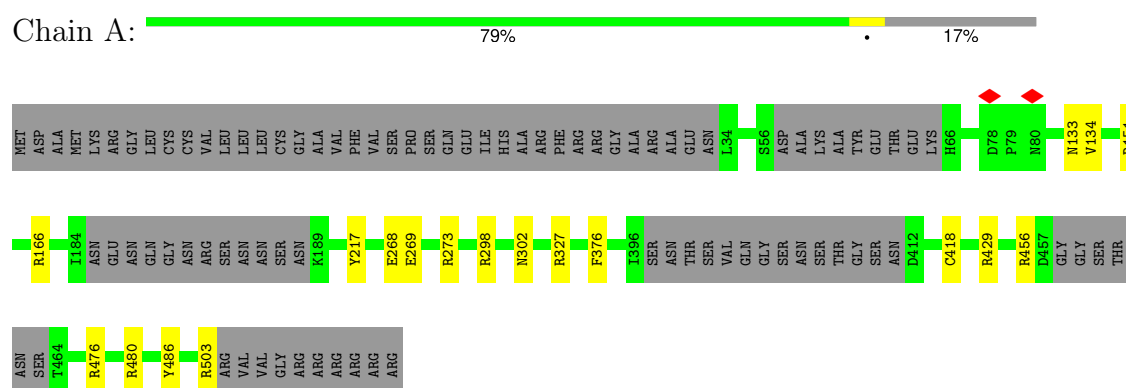 Chain A:
79% • 17%
MET ASP ALA MET LYS ARG GLY LEU CYS CYS VAL LEU LEU LEU CYS GLY ALA VAL PHE VAL SER PRO SER GLN GLU ILE HIS ALA ARG PHE ARG ARG GLY ALA ARG ALA GLU ASN L34 S56 ASP ALA LYS ALA TYR GLU THR GLU LYS H66 D78 P79 N80 N133 V134
R166 I184 ASN GLU ASN GLN GLY ASN ARG SER ASN ASN SER ASN K189 Y217 E268 E269 R273 R298 N302 R327 F376 I396 SER ASN THR SER VAL GLN GLY SER ASN SER THR GLY SER ASN D412 C418 R429 R456 D457 GLY GLY SER THR
ASN SER T464 R476 R480 Y486 R503 ARG VAL VAL GLY ARG ARG ARG ARG ARG ARG